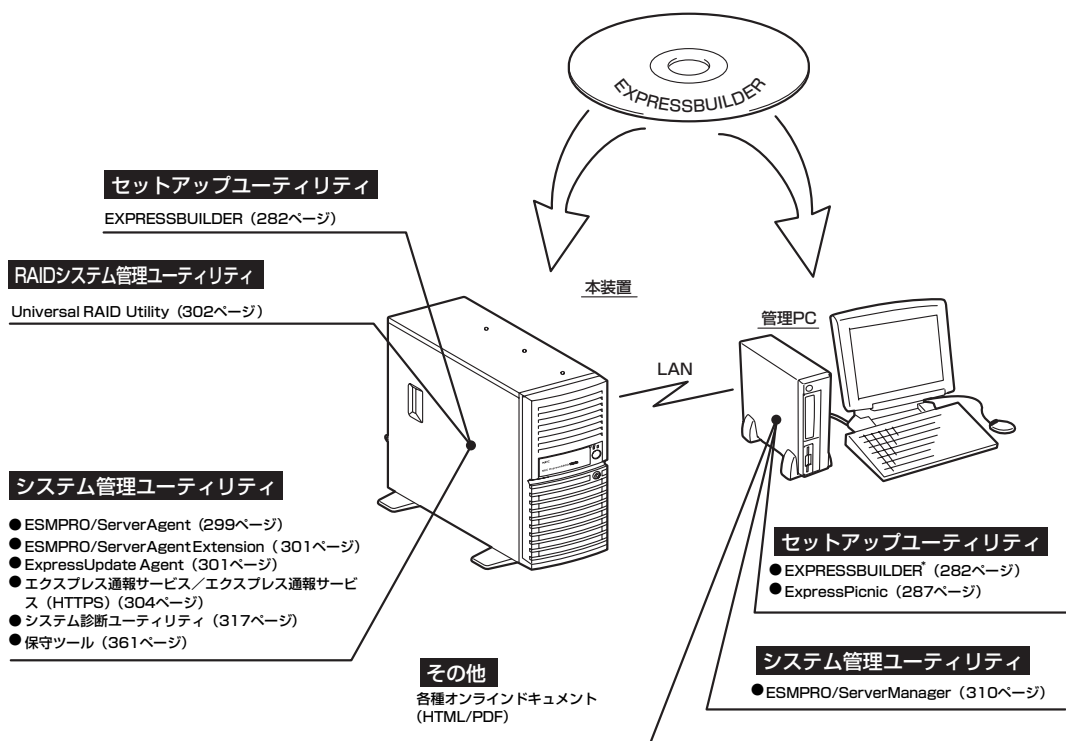 EXPRESSBUILDER
セットアップユーティリティ
EXPRESSBUILDER（282ページ）
RAIDシステム管理ユーティリティ
Universal RAID Utility（302ページ）
本装置
管理PC
LAN
システム管理ユーティリティ
●ESMPRO/ServerAgent（299ページ）
●ESMPRO/ServerAgentExtension（301ページ）
●ExpressUpdate Agent（301ページ）
●エクスプレス通報サービス／エクスプレス通報サービ
ス（HTTPS）（304ページ）
●システム診断ユーティリティ（317ページ）
●保守ツール（361ページ）
セットアップユーティリティ
●EXPRESSBUILDER*（282ページ）
●ExpressPicnic（287ページ）
システム管理ユーティリティ
●ESMPRO/ServerManager（310ページ）
その他
各種オンラインドキュメント
（HTML/PDF）